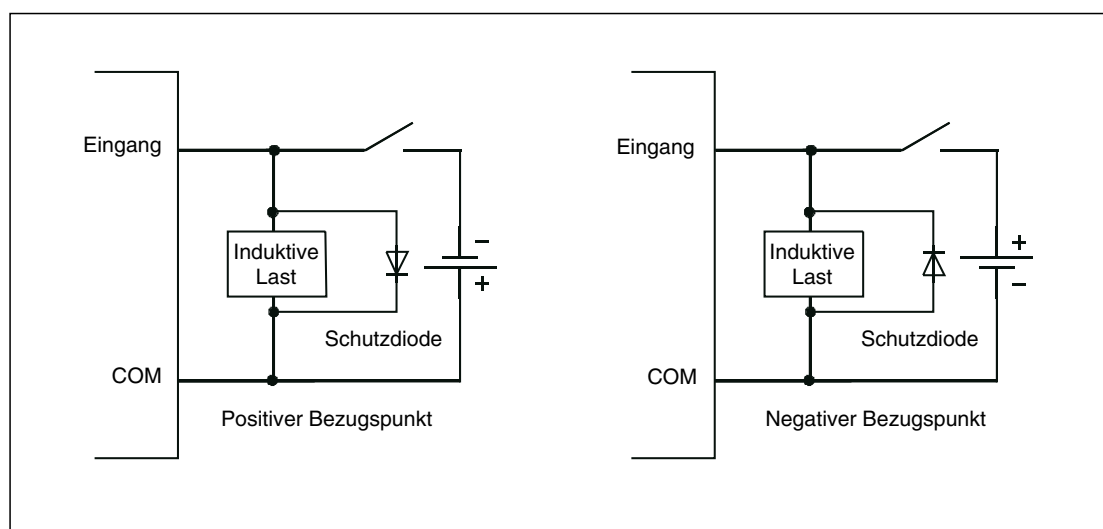 Eingang
Induktive
Last
-
+
Schutzdiode
COM
Positiver Bezugspunkt
Eingang
Induktive
Last
+
-
Schutzdiode
COM
Negativer Bezugspunkt